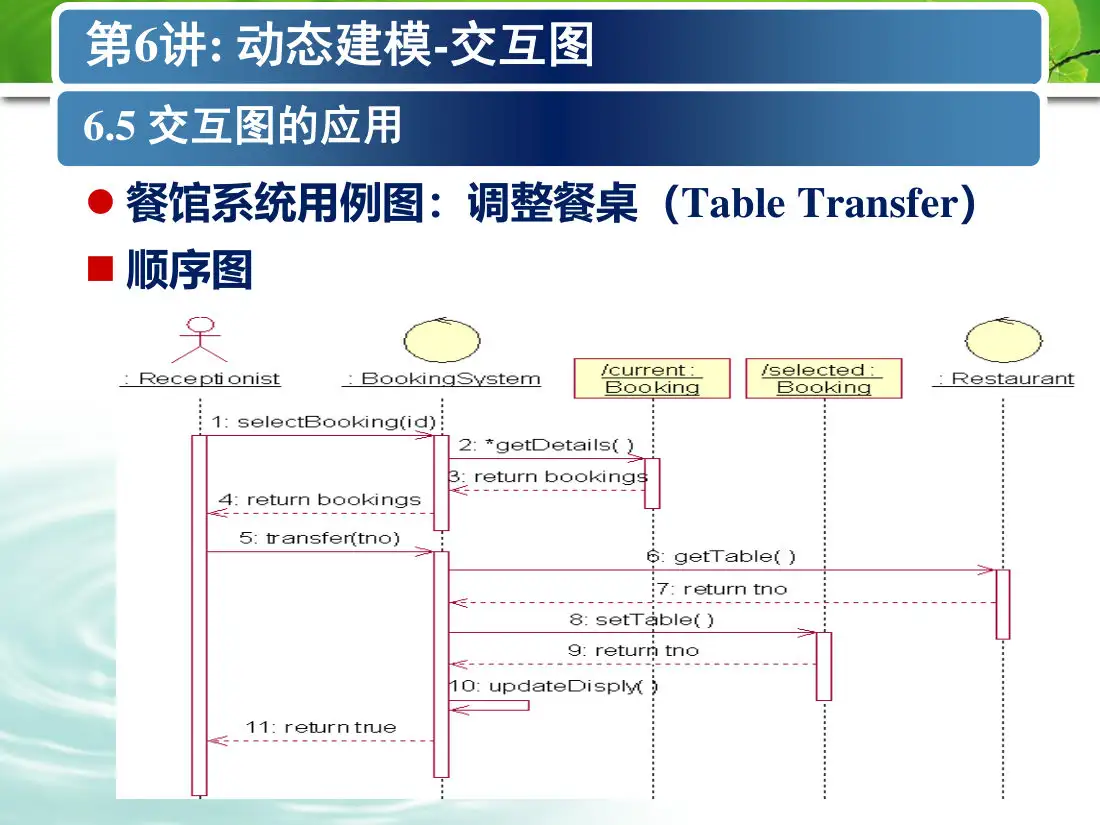 第6讲: 动态建模-交互图
6.5 交互图的应用
餐馆系统用例图：调整餐桌（Table Transfer）
顺序图
: Receptionist
: BookingSystem
/current :
Booking
/selected :
Booking
: Restaurant
1: selectBooking(id)
2: *getDetails( )
3: return bookings
4: return bookings
5: transfer(tno)
6: getTable( )
7: return tno
8: setTable( )
9: return tno
10: updateDisply( )
11: return true